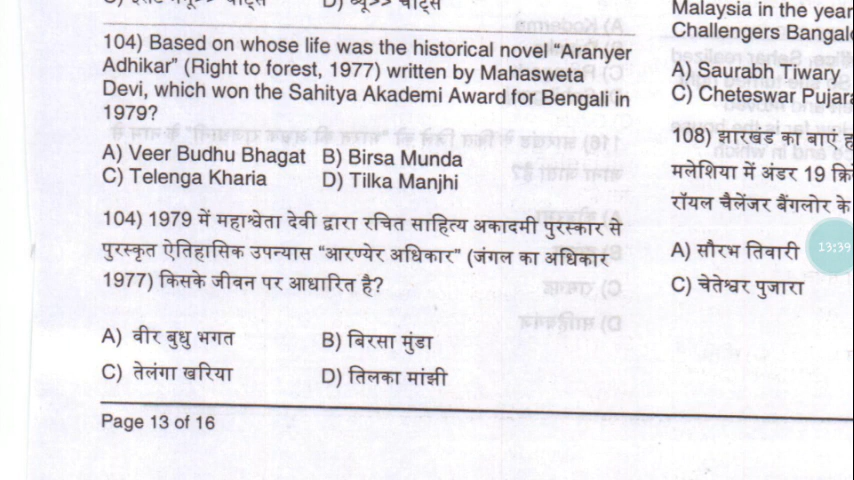 104) Based on whose life was the historical novel “Aranyer
Adhikar” (Right to forest, 1977) written by Mahasweta
Devi, which won the Sahitya Akademi Award for Bengali in
1979?
A) Veer Budhu Bhagat B) Birsa Munda
C) Telenga Kharia D) Tilka Manjhi
104) 1979 में महाश्वेता देवी द्वारा रचित साहित्य अकादमी पुरस्कार से
पुरस्कृत ऐतिहासिक उपन्यास “आरण्येर अधिकार” (जंगल का अधिकार
1977) किसके जीवन पर आधारित है?
A) वीर बुधु भगत B) बिरसा मुंडा
C) तेलंगा खरिया D) तिलका मांझी
Page 13 of 16
Malaysia in the year
Challengers Bangal
A) Saurabh Tiwary
C) Cheteswar Pujara
108) झारखंड का बाएं ह
मलेशिया में अंडर 19 क्रि
रॉयल चैलेंजर बैंगलोर के
A) सौरभ तिवारी
C) चेतेश्वर पुजारा
13:39